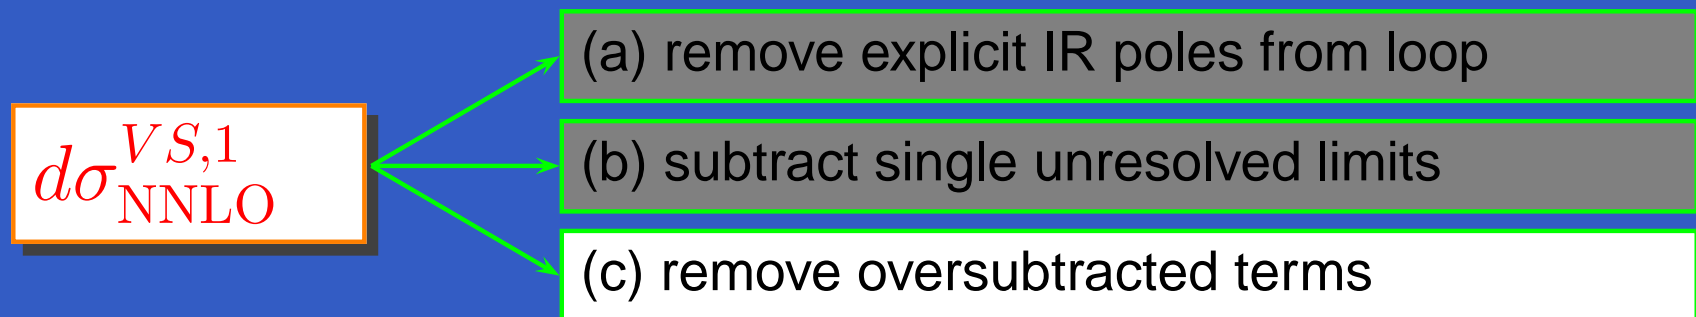 (a) remove explicit IR poles from loop
dσ^{VS,1}_{NNLO}
(b) subtract single unresolved limits
(c) remove oversubtracted terms